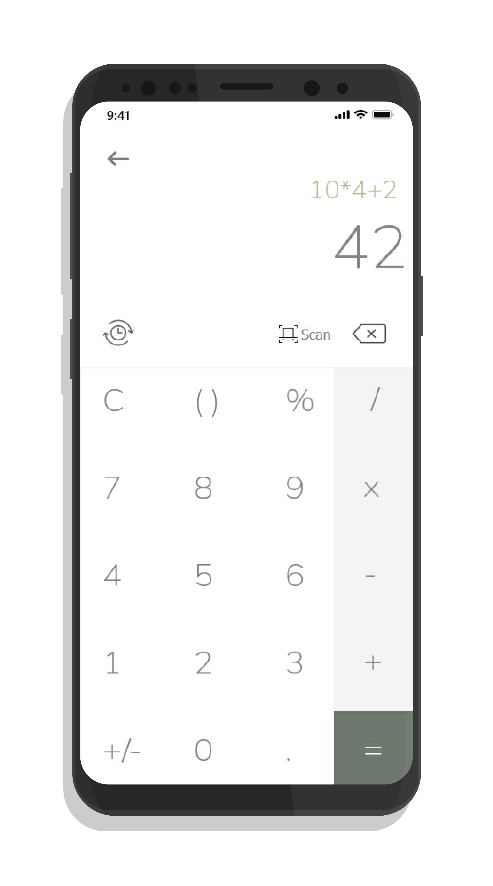 9:41
10*4+2
42
Scan
C ( ) % /
7 8 9 x
4 5 6 -
1 2 3 +
+/- 0 . =